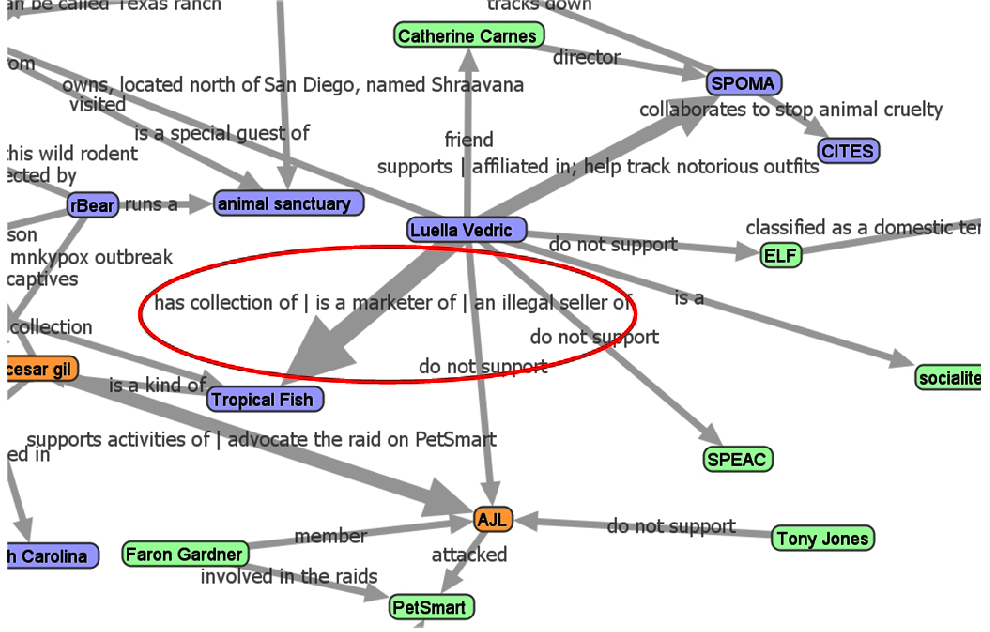 an be called Texas ranch
tracks down
Catherine Carnes
director
om
SPOMA
owns, located north of San Diego, named Shraavana
visited
collaborates to stop animal cruelty
is a special guest of
friend
CITES
this wild rodent
supports | affiliated in; help track notorious outfits
ected by
rBear
runs a
animal sanctuary
Luella Vedric
classified as a domestic ter
son
do not support
ELF
mnkypox outbreak
captives
has collection of | is a marketer of | an illegal seller of
is a
collection
do not support
cesar gil
do not support
socialite
is a kind of
Tropical Fish
supports activities of | advocate the raid on PetSmart
ed in
SPEAC
AJL
member
do not support
Tony Jones
h Carolina
Faron Gardner
attacked
involved in the raids
PetSmart